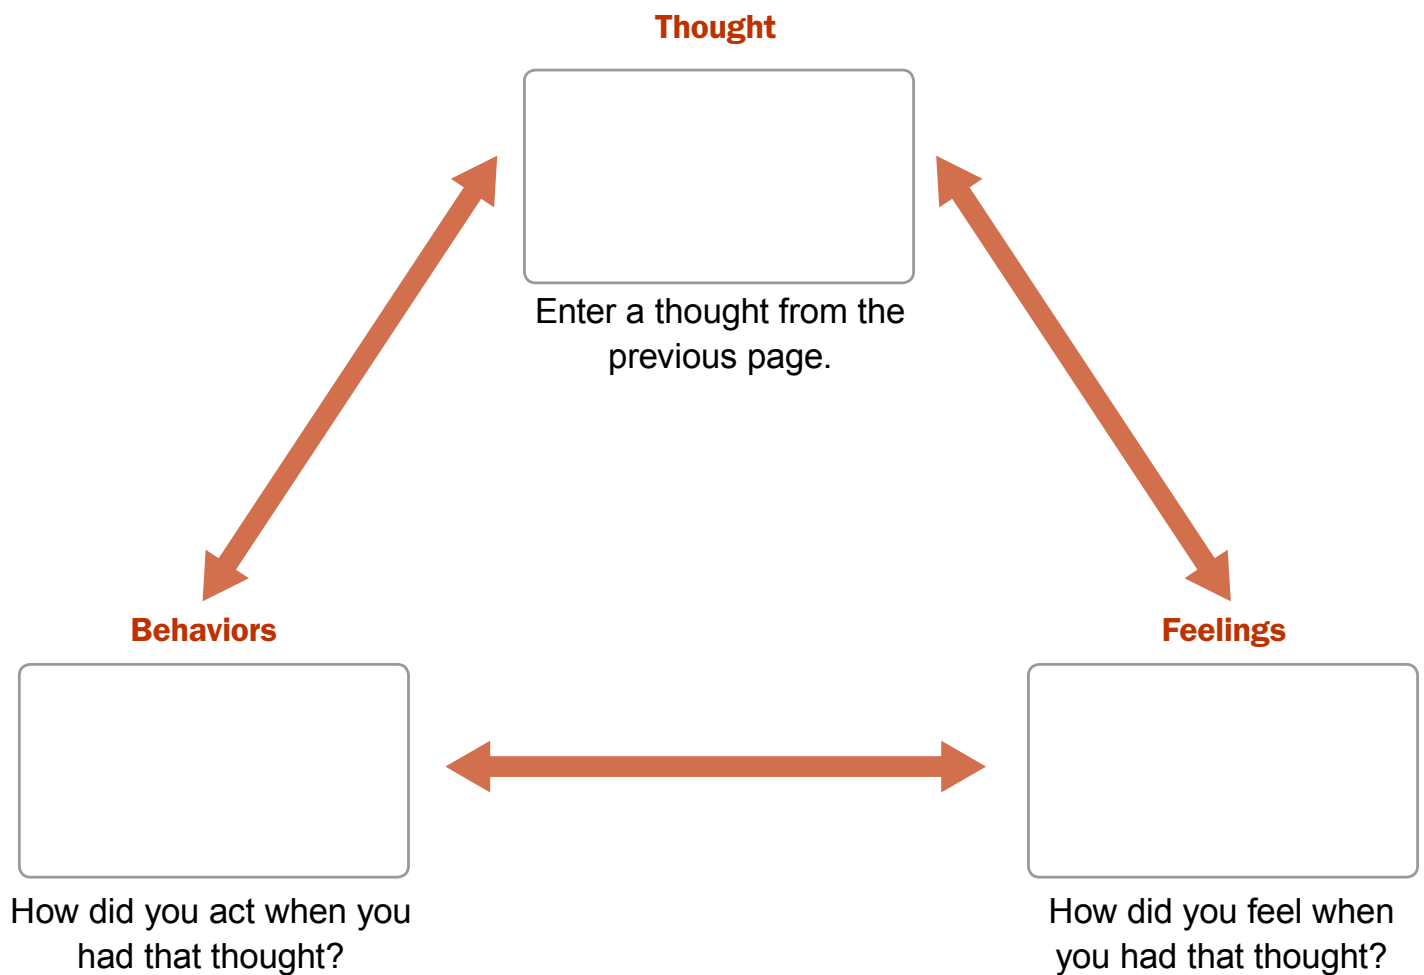 Thought
Enter a thought from the
previous page.
Behaviors
How did you act when you
had that thought?
Feelings
How did you feel when
you had that thought?